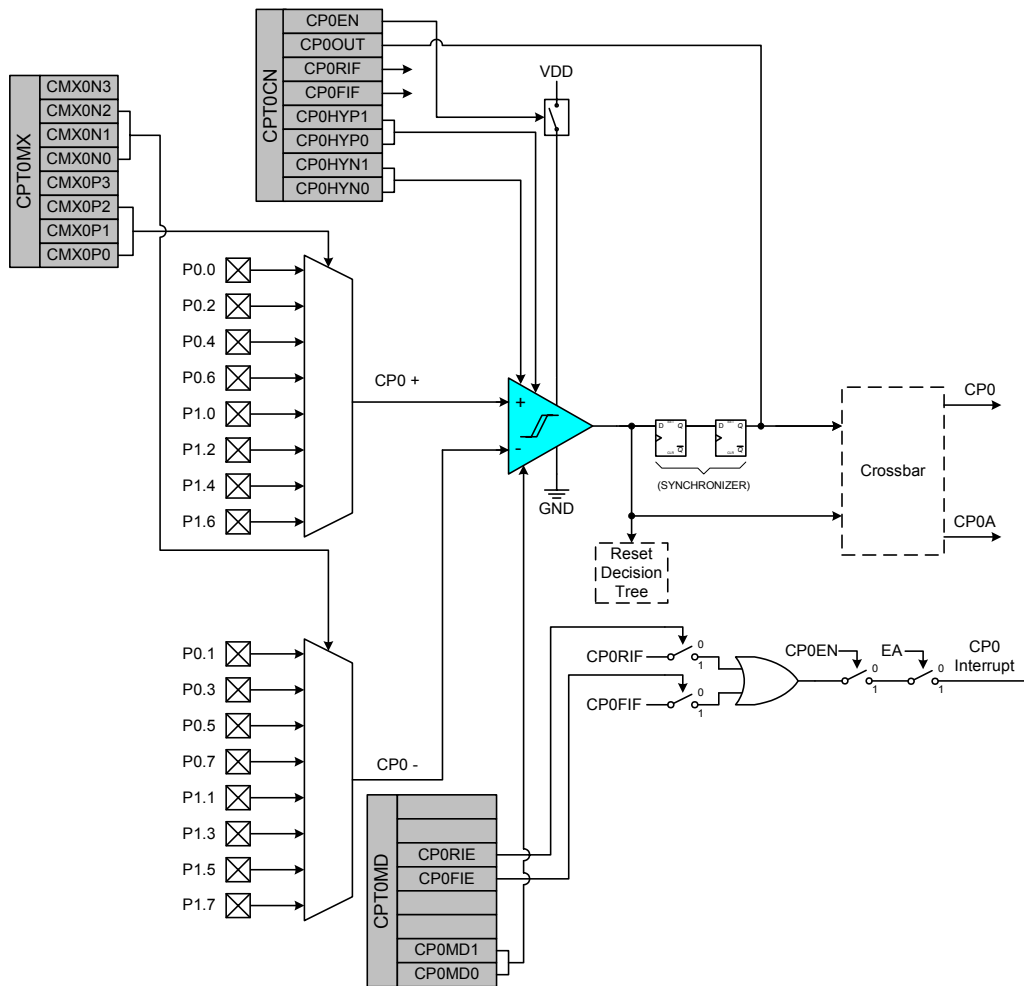 CPT0CN
CP0EN
CP0OUT
CP0RIF
CP0FIF
CP0HYP1
CP0HYP0
CP0HYN1
CP0HYN0
VDD
CPT0MX
CMX0N3
CMX0N2
CMX0N1
CMX0N0
CMX0P3
CMX0P2
CMX0P1
CMX0P0
P0.0
P0.2
P0.4
P0.6
P1.0
P1.2
P1.4
P1.6
CP0 +
+
-
GND
D Q
Q
D Q
Q
(SYNCHRONIZER)
Crossbar
CP0
CP0A
Reset
Decision
Tree
P0.1
P0.3
P0.5
P0.7
P1.1
P1.3
P1.5
P1.7
CP0 -
CPT0MD
CP0RIE
CP0FIE
CP0MD1
CP0MD0
CP0RIF
0
1
CP0FIF
0
1
CP0EN
0
1
EA
0
1
CP0
Interrupt